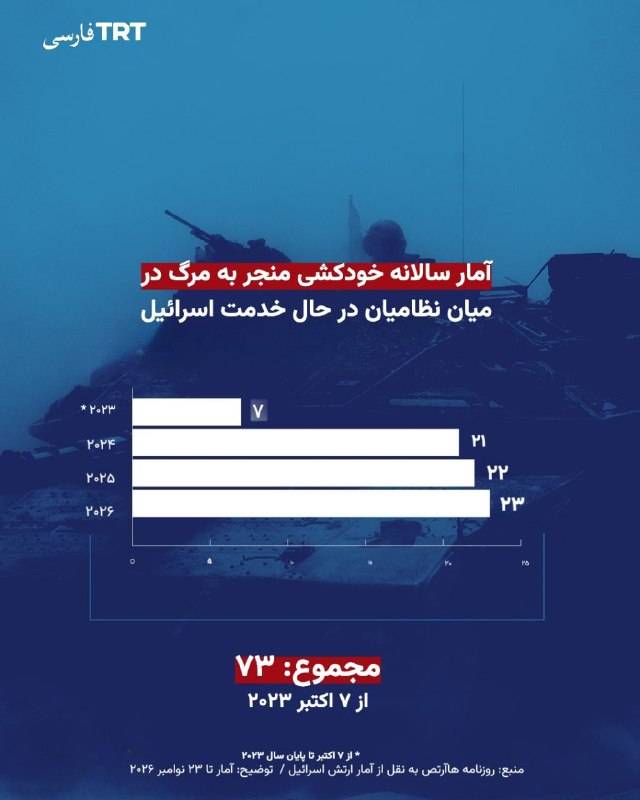 TRT فارسی
آمار سالانه خودکشی منجر به مرگ در
میان نظامیان در حال خدمت اسرائیل
۲۰۲۳ * ۷
۲۰۲۴ ۲۱
۲۰۲۵ ۲۲
۲۰۲۶ ۲۳
۰ ۵ ۱۰ ۱۵ ۲۰ ۲۵
مجموع: ۷۳
از ۷ اکتبر ۲۰۲۳
* از ۷ اکتبر تا پایان سال ۲۰۲۳
منبع: روزنامه هاآرتص به نقل از آمار ارتش اسرائیل / توضیح: آمار تا ۲۳ نوامبر ۲۰۲۶